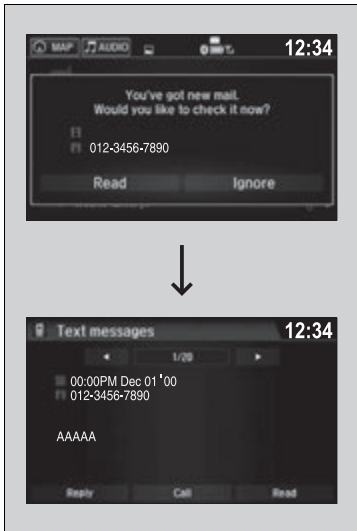 MAP AUDIO 12:34
You've got new mail.
Would you like to check it now?
012-3456-7890
Read Ignore
Text messages 12:34
1/20
00:00PM Dec 01 '00
012-3456-7890
AAAAA
Reply Call Read